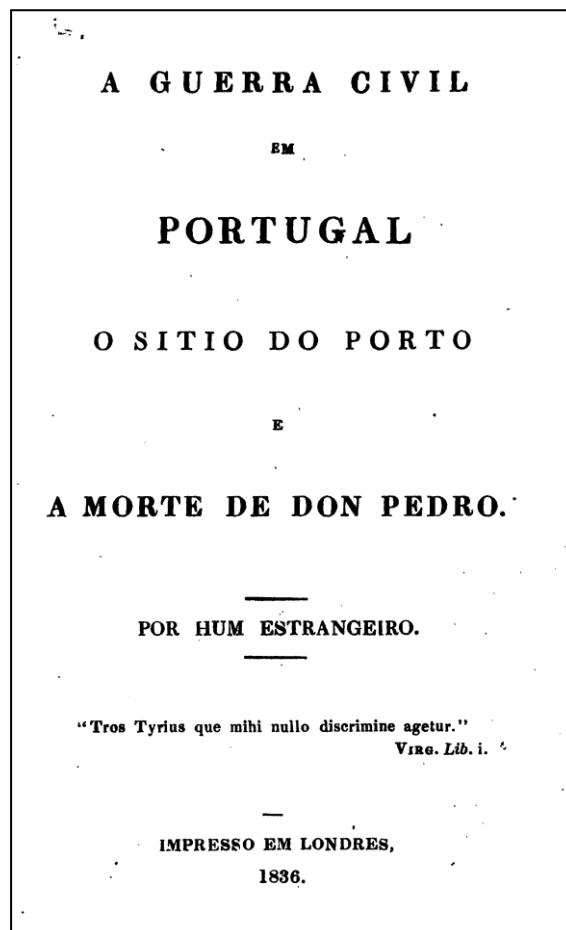 A GUERRA CIVIL
EM
PORTUGAL
O SITIO DO PORTO
E
A MORTE DE DON PEDRO.
POR HUM ESTRANGEIRO.
"Tros Tyrius que mihi nullo discrimine agetur."
VIRG. Lib. i.
IMPRESSO EM LONDRES,
1836.